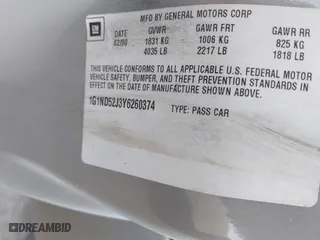 GM
MFD BY GENERAL MOTORS CORP
DATE GVWR GAWR FRT GAWR RR
02/00 1831 KG 1006 KG 825 KG
4035 LB 2217 LB 1818 LB
THIS VEHICLE CONFORMS TO ALL APPLICABLE U.S. FEDERAL MOTOR
VEHICLE SAFETY, BUMPER, AND THEFT PREVENTION STANDARDS IN
EFFECT ON THE DATE OF MANUFACTURE SHOWN ABOVE.
1G1ND52J3Y6260374 TYPE: PASS CAR
DREAMBID